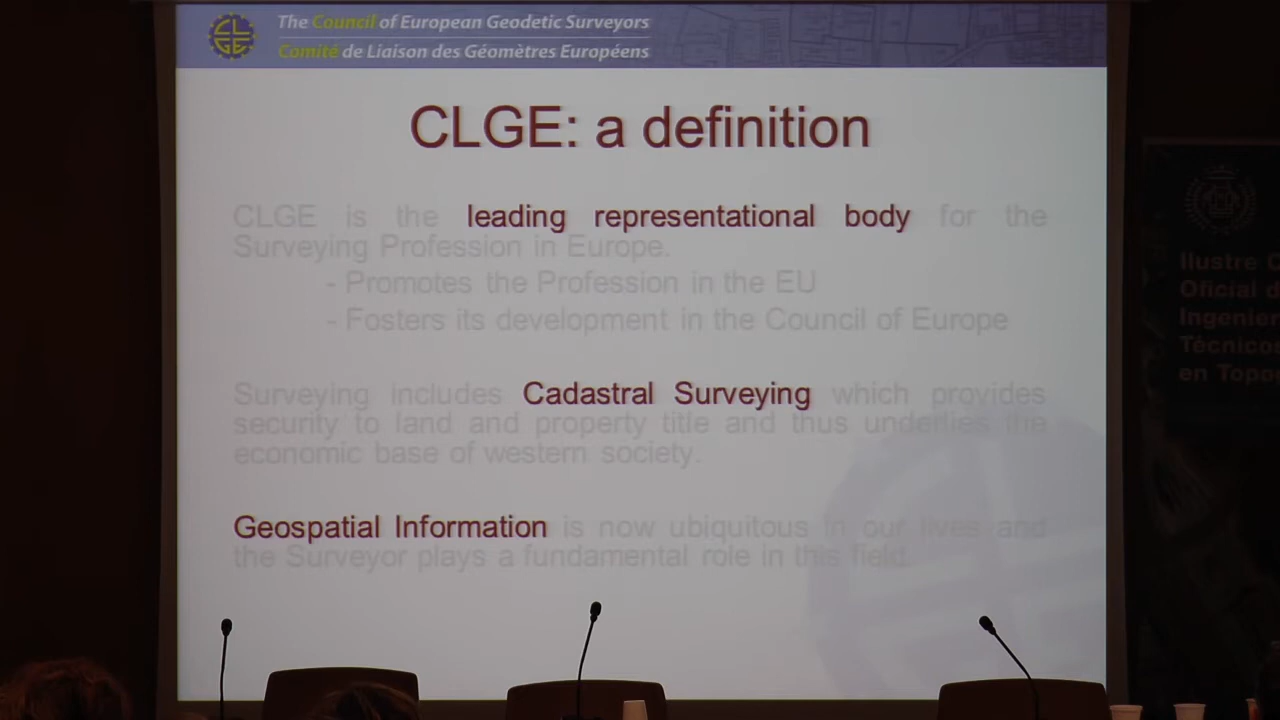 The Council of European Geodetic Surveyors
Comité de Liaison des Géomètres Européens
CLGE: a definition
CLGE is the leading representational body for the
Surveying Profession in Europe.
- Promotes the Profession in the EU
- Fosters its development in the Council of Europe
Surveying includes Cadastral Surveying which provides
security to land and property title and thus underlies the
economic base of western society.
Geospatial Information is now ubiquitous in our lives and
the Surveyor plays a fundamental role in this field.
Ilustre
Oficial
Técnicos
en